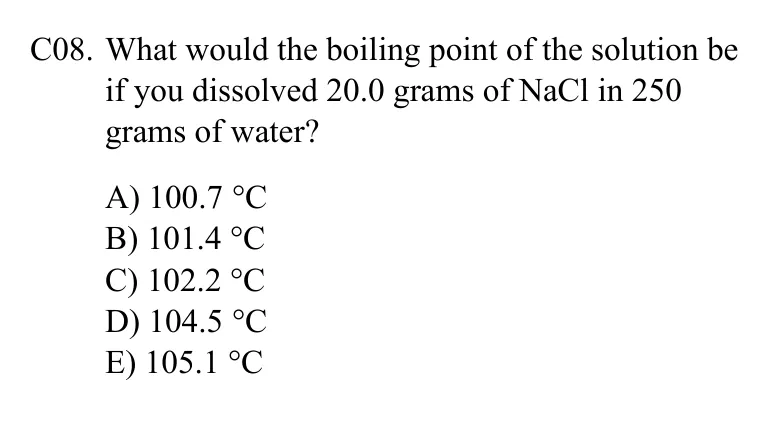 C08. What would the boiling point of the solution be
if you dissolved 20.0 grams of NaCl in 250
grams of water?
A) 100.7 °C
B) 101.4 °C
C) 102.2 °C
D) 104.5 °C
E) 105.1 °C